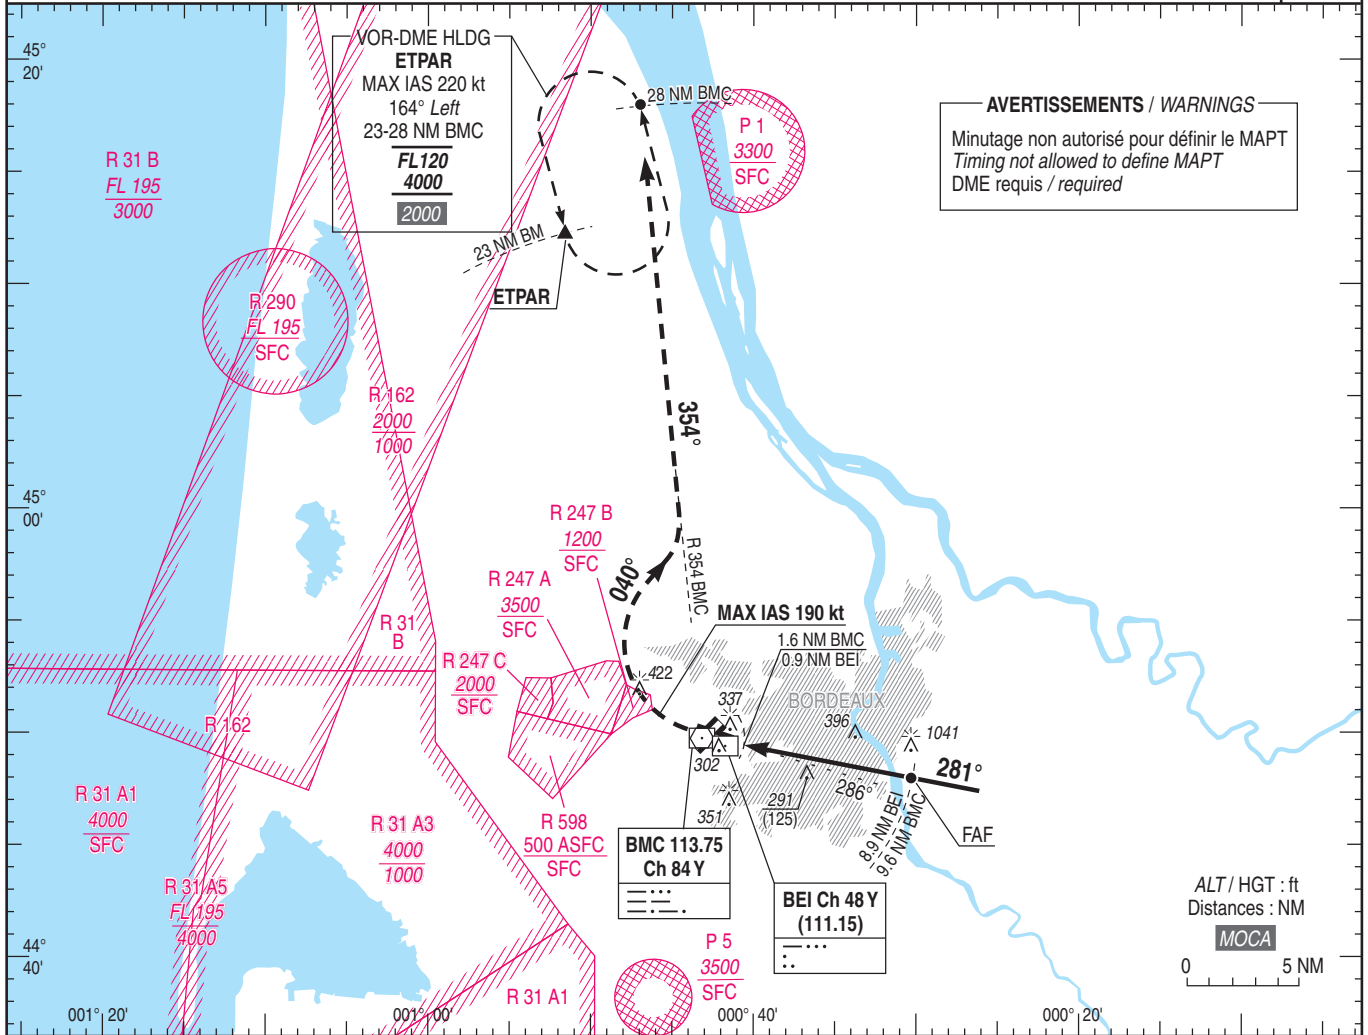 45°
20'
VOR-DME HLDG
ETPAR
MAX IAS 220 kt
164° Left
23-28 NM BMC
FL120
4000
2000
28 NM BMC
P 1
3300
SFC
AVERTISSEMENTS / WARNINGS
Minutage non autorisé pour définir le MAPT
Timing not allowed to define MAPT
DME requis / required
R 31 B
FL 195
3000
23 NM BM
ETPAR
R 290
FL 195
SFC
R 162
2000
1000
354°
45°
00'
R 247 B
1200
SFC
R 354 BMC
040°
R 247 A
3500
SFC
MAX IAS 190 kt
R 31
B
1.6 NM BMC
0.9 NM BEI
R 247 C
2000
SFC
422
337
BORDEAUX
396
1041
R 162
302
281°
286°
291
(125)
351
8.9 NM BEI
9.6 NM BMC
FAF
R 31 A1
4000
SFC
R 31 A3
4000
1000
R 598
500 ASFC
SFC
BMC 113.75
Ch 84 Y
BEI Ch 48 Y
(111.15)
R 31 A5
FL 195
4000
ALT / HGT : ft
Distances : NM
MOCA
0 5 NM
44°
40'
P 5
3500
SFC
R 31 A1
001° 20
001° 00
000° 40
000° 20